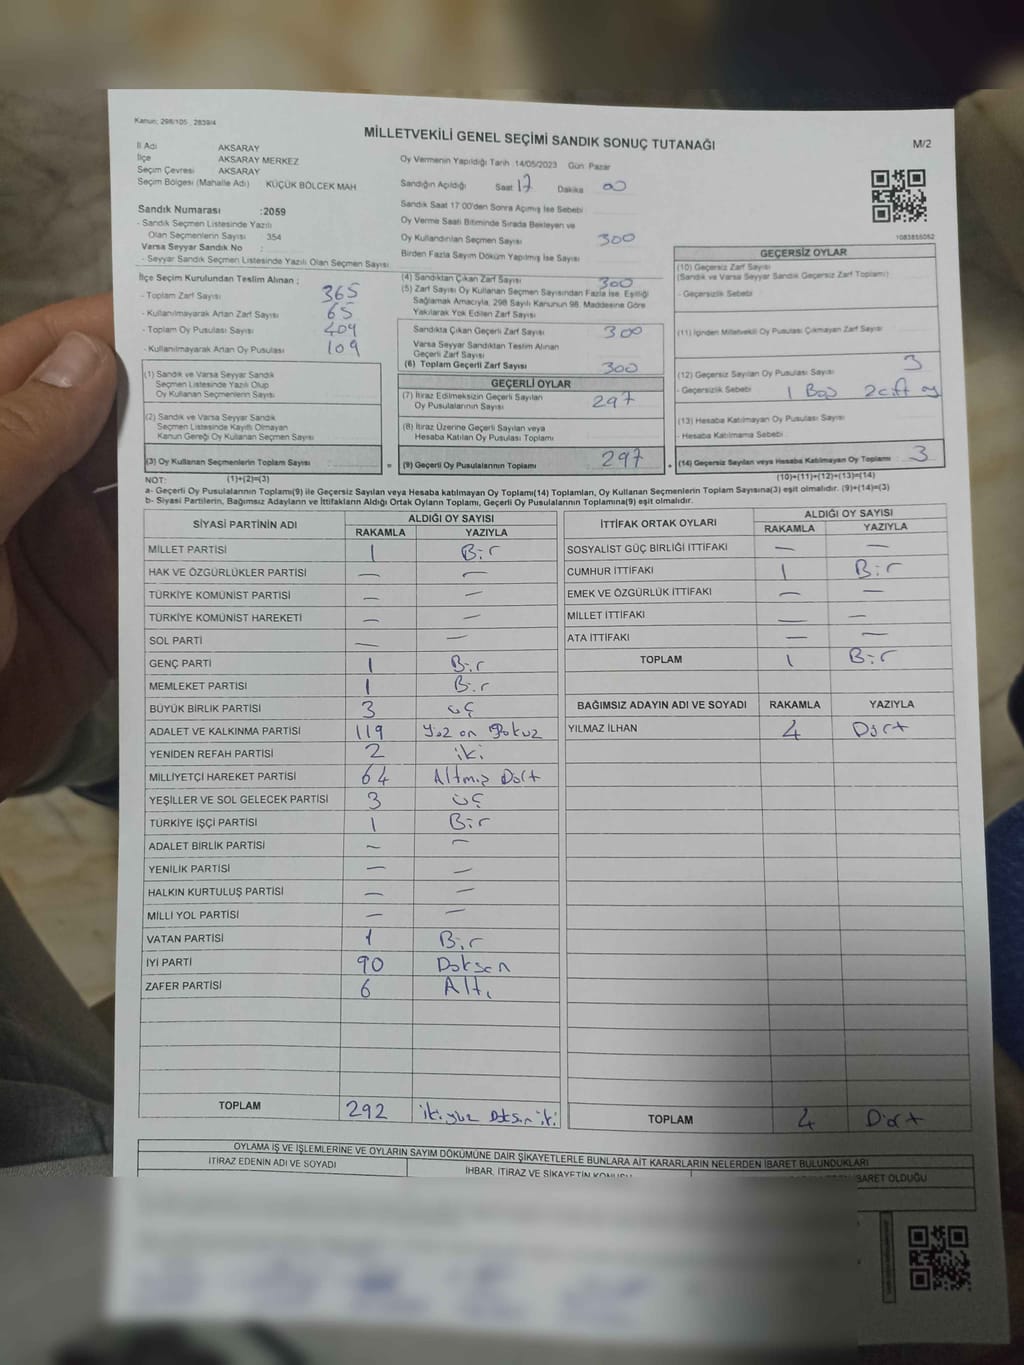 Kanun: 298/105, 2839/4
MİLLETVEKİLİ GENEL SEÇİMİ SANDIK SONUÇ TUTANAĞI
M/2
İl Adı AKSARAY
İlçe AKSARAY MERKEZ
Seçim Çevresi AKSARAY
Seçim Bölgesi (Mahalle Adı) KÜÇÜK BÖLCEK MAH
Sandık Numarası :2059
- Sandık Seçmen Listesinde Yazılı
Olan Seçmenlerin Sayısı 354
Varsa Seyyar Sandık No :
- Seyyar Sandık Seçmen Listesinde Yazılı Olan Seçmen Sayısı
Oy Vermenin Yapıldığı Tarih 14/05/2023 Gün Pazar
Sandığın Açıldığı Saat 17 Dakika 00
Sandık Saat 17 00'den Sonra Açımış İse Sebebi
Oy Verme Saati Bitiminde Sırada Bekleyen ve
Oy Kullandırılan Seçmen Sayısı 300
Birden Fazla Sayım Döküm Yapılmış İse Sayısı
1083855052
İlçe Seçim Kurulundan Teslim Alınan ;
- Toplam Zarf Sayısı 365
- Kullanılmayarak Artan Zarf Sayısı 65
- Toplam Oy Pusulası Sayısı 409
- Kullanılmayarak Artan Oy Pusulası 109
(1) Sandık ve Varsa Seyyar Sandık
Seçmen Listesinde Yazılı Olup
Oy Kullanan Seçmenlerin Sayısı
(2) Sandık ve Varsa Seyyar Sandık
Seçmen Listesinde Kayıtlı Olmayan
Kanun Gereği Oy Kullanan Seçmen Sayısı
(3) Oy Kullanan Seçmenlerin Toplam Sayısı :
(4) Sandıktan Çıkan Zarf Sayısı 300
(5) Zarf Sayısı Oy Kullanan Seçmen Sayısından Fazla İse, Eşitliği
Sağlamak Amacıyla, 298 Sayılı Kanunun 98. Maddesine Göre
Yakılarak Yok Edilen Zarf Sayısı
Sandıkta Çıkan Geçerli Zarf Sayısı 300
Varsa Seyyar Sandıktan Teslim Alınan
Geçerli Zarf Sayısı
(6) Toplam Geçerli Zarf Sayısı 300
GEÇERLİ OYLAR
(7) İtiraz Edilmeksizin Geçerli Sayılan
Oy Pusulalarının Sayısı 297
(8) İtiraz Üzerine Geçerli Sayılan veya
Hesaba Katılan Oy Pusulası Toplamı
= (9) Geçerli Oy Pusulalarının Toplamı : 297
GEÇERSİZ OYLAR
(10) Geçersiz Zarf Sayısı
(Sandık ve Varsa Seyyar Sandık Geçersiz Zarf Toplamı)
- Geçersizlik Sebebi
(11) İçinden Milletvekili Oy Pusulası Çıkmayan Zarf Sayısı
(12) Geçersiz Sayılan Oy Pusulası Sayısı 3
- Geçersizlik Sebebi 1 Boş 2 çift oy
(13) Hesaba Katılmayan Oy Pusulası Sayısı
- Hesaba Katılmama Sebebi
+ (14) Geçersiz Sayılan veya Hesaba Katılmayan Oy Toplamı 3
NOT: (1)+(2)=(3) (10)+(11)+(12)+(13)=(14)
a- Geçerli Oy Pusulalarının Toplamı(9) ile Geçersiz Sayılan veya Hesaba katılmayan Oy Toplamı(14) Toplamları, Oy Kullanan Seçmenlerin Toplam Sayısına(3) eşit olmalıdır. (9)+(14)=(3)
b- Siyasi Partilerin, Bağımsız Adayların ve İttifakların Aldığı Ortak Oyların Toplamı, Geçerli Oy Pusulalarının Toplamına(9) eşit olmalıdır.
SİYASİ PARTİNİN ADI ALDIĞI OY SAYISI
RAKAMLA YAZIYLA
MİLLET PARTİSİ 1 Bir
HAK VE ÖZGÜRLÜKLER PARTİSİ — —
TÜRKİYE KOMÜNİST PARTİSİ — —
TÜRKİYE KOMÜNİST HAREKETİ — —
SOL PARTİ — —
GENÇ PARTİ 1 Bir
MEMLEKET PARTİSİ 1 Bir
BÜYÜK BİRLİK PARTİSİ 3 üç
ADALET VE KALKINMA PARTİSİ 119 Yüz on Dokuz
YENİDEN REFAH PARTİSİ 2 iki
MİLLİYETÇİ HAREKET PARTİSİ 64 Altmış Dört
YEŞİLLER VE SOL GELECEK PARTİSİ 3 üç
TÜRKİYE İŞÇİ PARTİSİ 1 Bir
ADALET BİRLİK PARTİSİ — —
YENİLİK PARTİSİ — —
HALKIN KURTULUŞ PARTİSİ — —
MİLLİ YOL PARTİSİ — —
VATAN PARTİSİ 1 Bir
İYİ PARTİ 90 Doksan
ZAFER PARTİSİ 6 Altı
TOPLAM 292 ikiyüz Doksan iki
İTTİFAK ORTAK OYLARI ALDIĞI OY SAYISI
RAKAMLA YAZIYLA
SOSYALİST GÜÇ BİRLİĞİ İTTİFAKI — —
CUMHUR İTTİFAKI 1 Bir
EMEK VE ÖZGÜRLÜK İTTİFAKI — —
MİLLET İTTİFAKI — —
ATA İTTİFAKI — —
TOPLAM 1 Bir
BAĞIMSIZ ADAYIN ADI VE SOYADI RAKAMLA YAZIYLA
YILMAZ İLHAN 4 Dört
TOPLAM 4 Dört
OYLAMA İŞ VE İŞLEMLERİNE VE OYLARIN SAYIM DÖKÜMÜNE DAİR ŞİKAYETLERLE BUNLARA AİT KARARLARIN NELERDEN İBARET BULUNDUKLARI
İTİRAZ EDENİN ADI VE SOYADI
İHBAR, İTİRAZ VE ŞİKAYETİN KONUSU
İBARET OLDUĞU